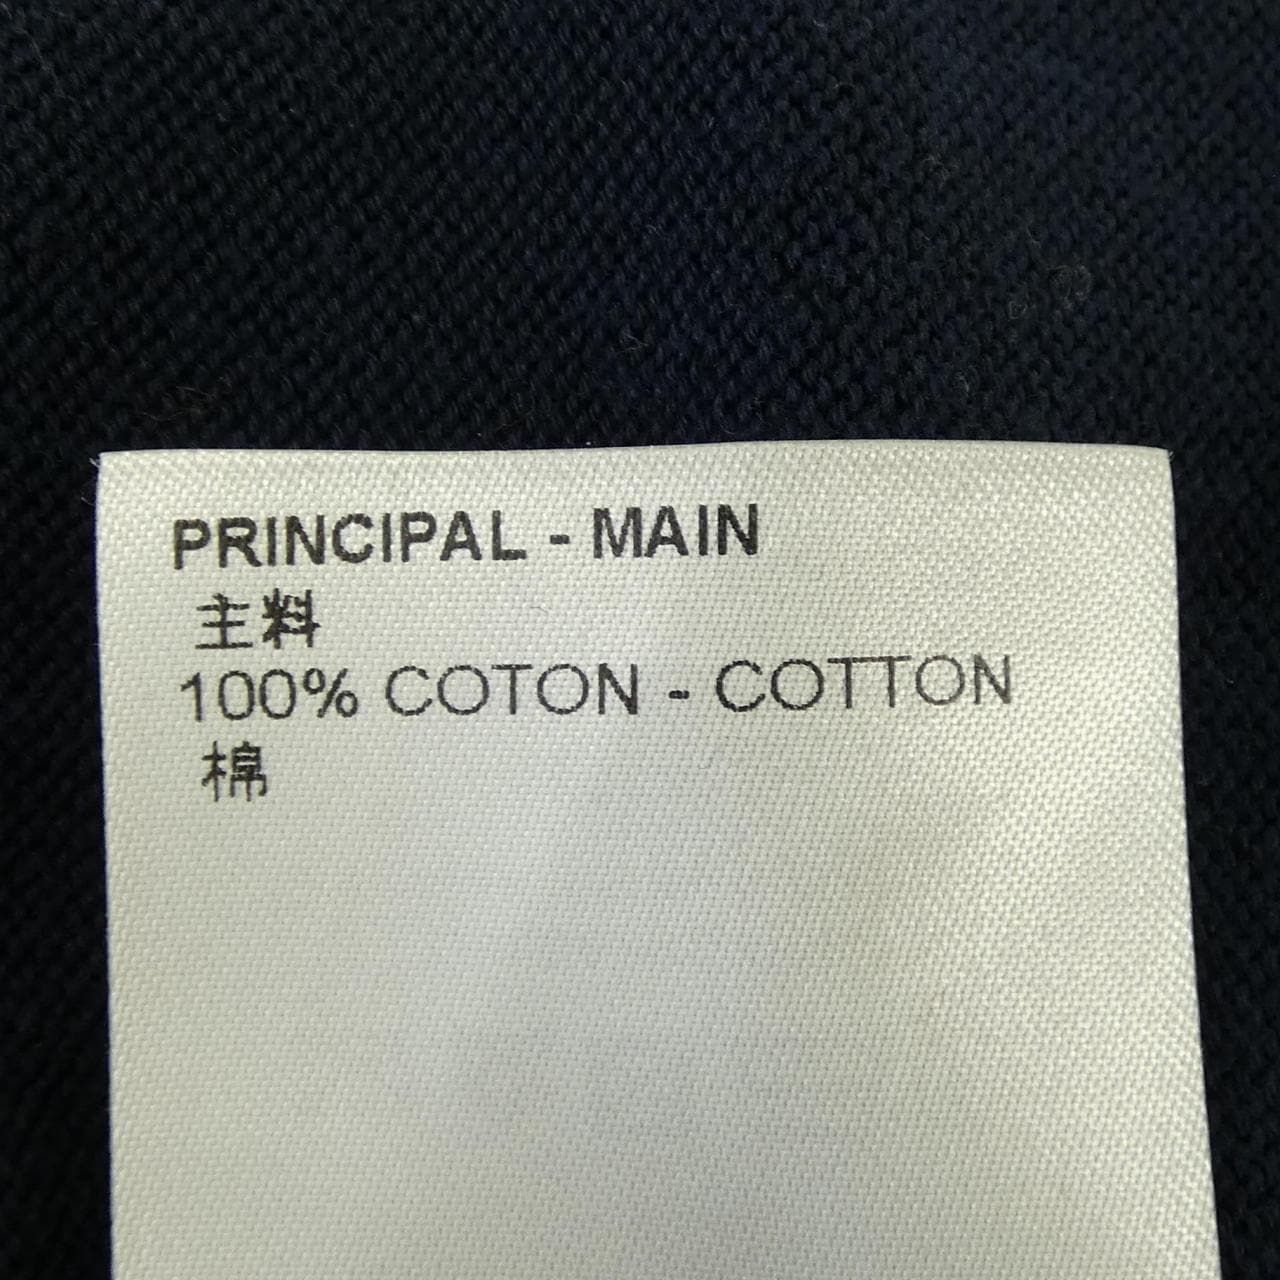 PRINCIPAL - MAIN
主料
100% COTON - COTTON
棉